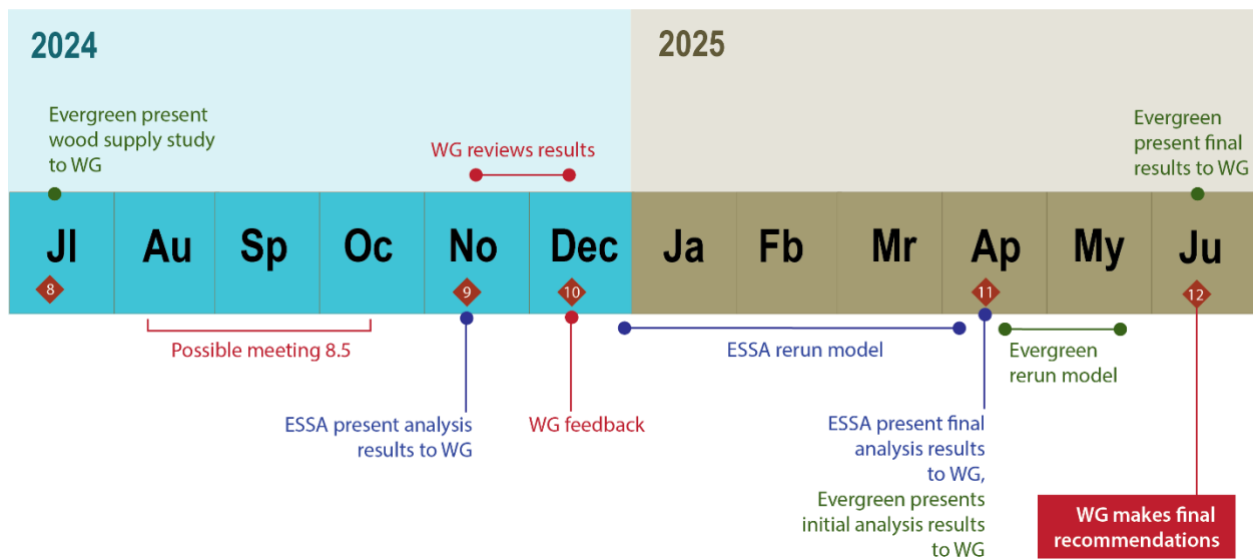 2024
2025
Evergreen present
wood supply study
to WG
WG reviews results
Evergreen
present final
results to WG
Jl
Au
Sp
Oc
No
Dec
Ja
Fb
Mr
Ap
My
Ju
8
9
10
11
12
Possible meeting 8.5
ESSA rerun model
Evergreen
rerun model
ESSA present analysis
results to WG
WG feedback
ESSA present final
analysis results
to WG,
Evergreen presents
initial analysis results
to WG
WG makes final
recommendations